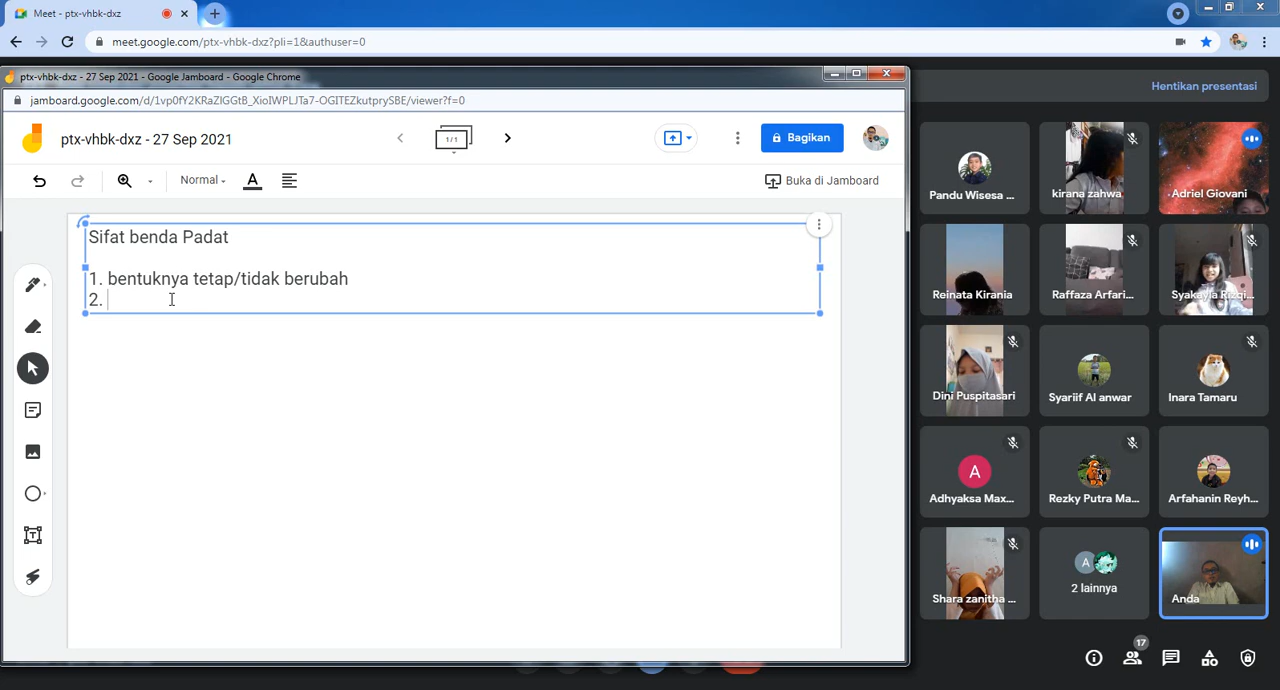 Meet - ptx-vhbk-dxz
meet.google.com/ptx-vhbk-dxz?pli=1&authuser=0
ptx-vhbk-dxz - 27 Sep 2021 - Google Jamboard - Google Chrome
jamboard.google.com/d/1vp0fY2KRaZlGGtB_XioIWPLJTa7-OGITEZkutprySBE/viewer?f=0
Hentikan presentasi
ptx-vhbk-dxz - 27 Sep 2021
1/1
Bagikan
Normal
A
Buka di Jamboard
Sifat benda Padat
1. bentuknya tetap/tidak berubah
2.
Pandu Wisesa ...
kirana zahwa
Adriel Giovani
Reinata Kirania
Raffaza Arfari...
Syakayla Rizqi...
Dini Puspitasari
Syariif Al anwar
Inara Tamaru
A
Adhyaksa Max...
Rezky Putra Ma...
Arfahanin Reyh...
Shara zanitha ...
A
2 lainnya
Anda
17